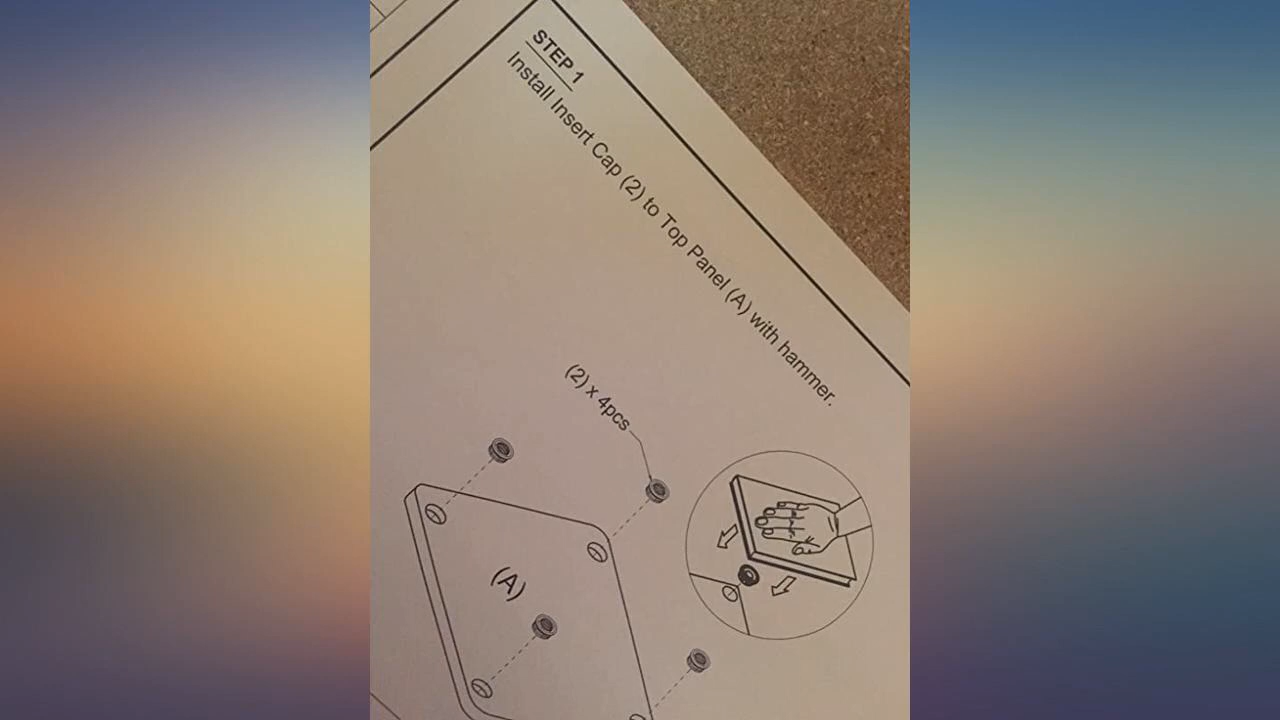 STEP 1
Install Insert Cap (2) to Top Panel (A) with hammer.
(2) x 4pcs
(A)